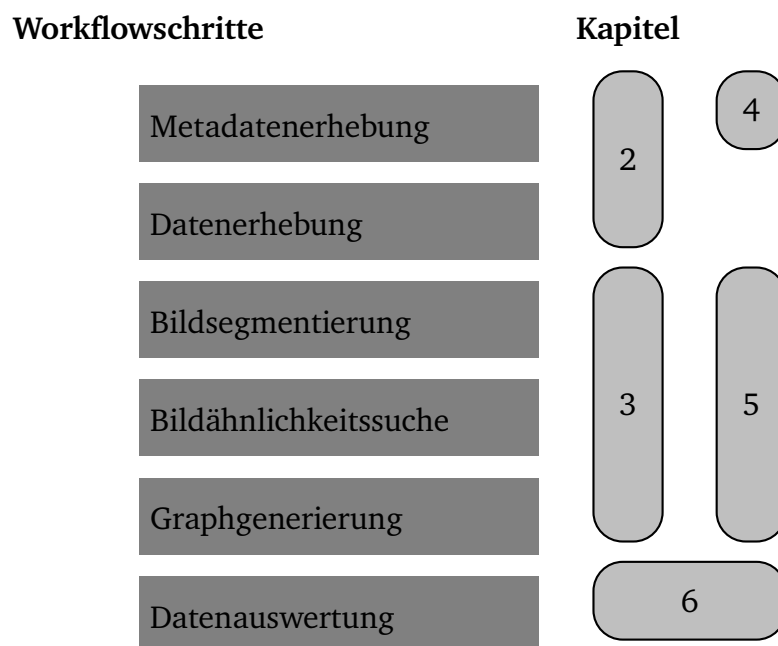 Workflowschritte Kapitel
Metadatenerhebung 4
2
Datenerhebung
Bildsegmentierung
Bildähnlichkeitssuche 3 5
Graphgenerierung
Datenauswertung 6